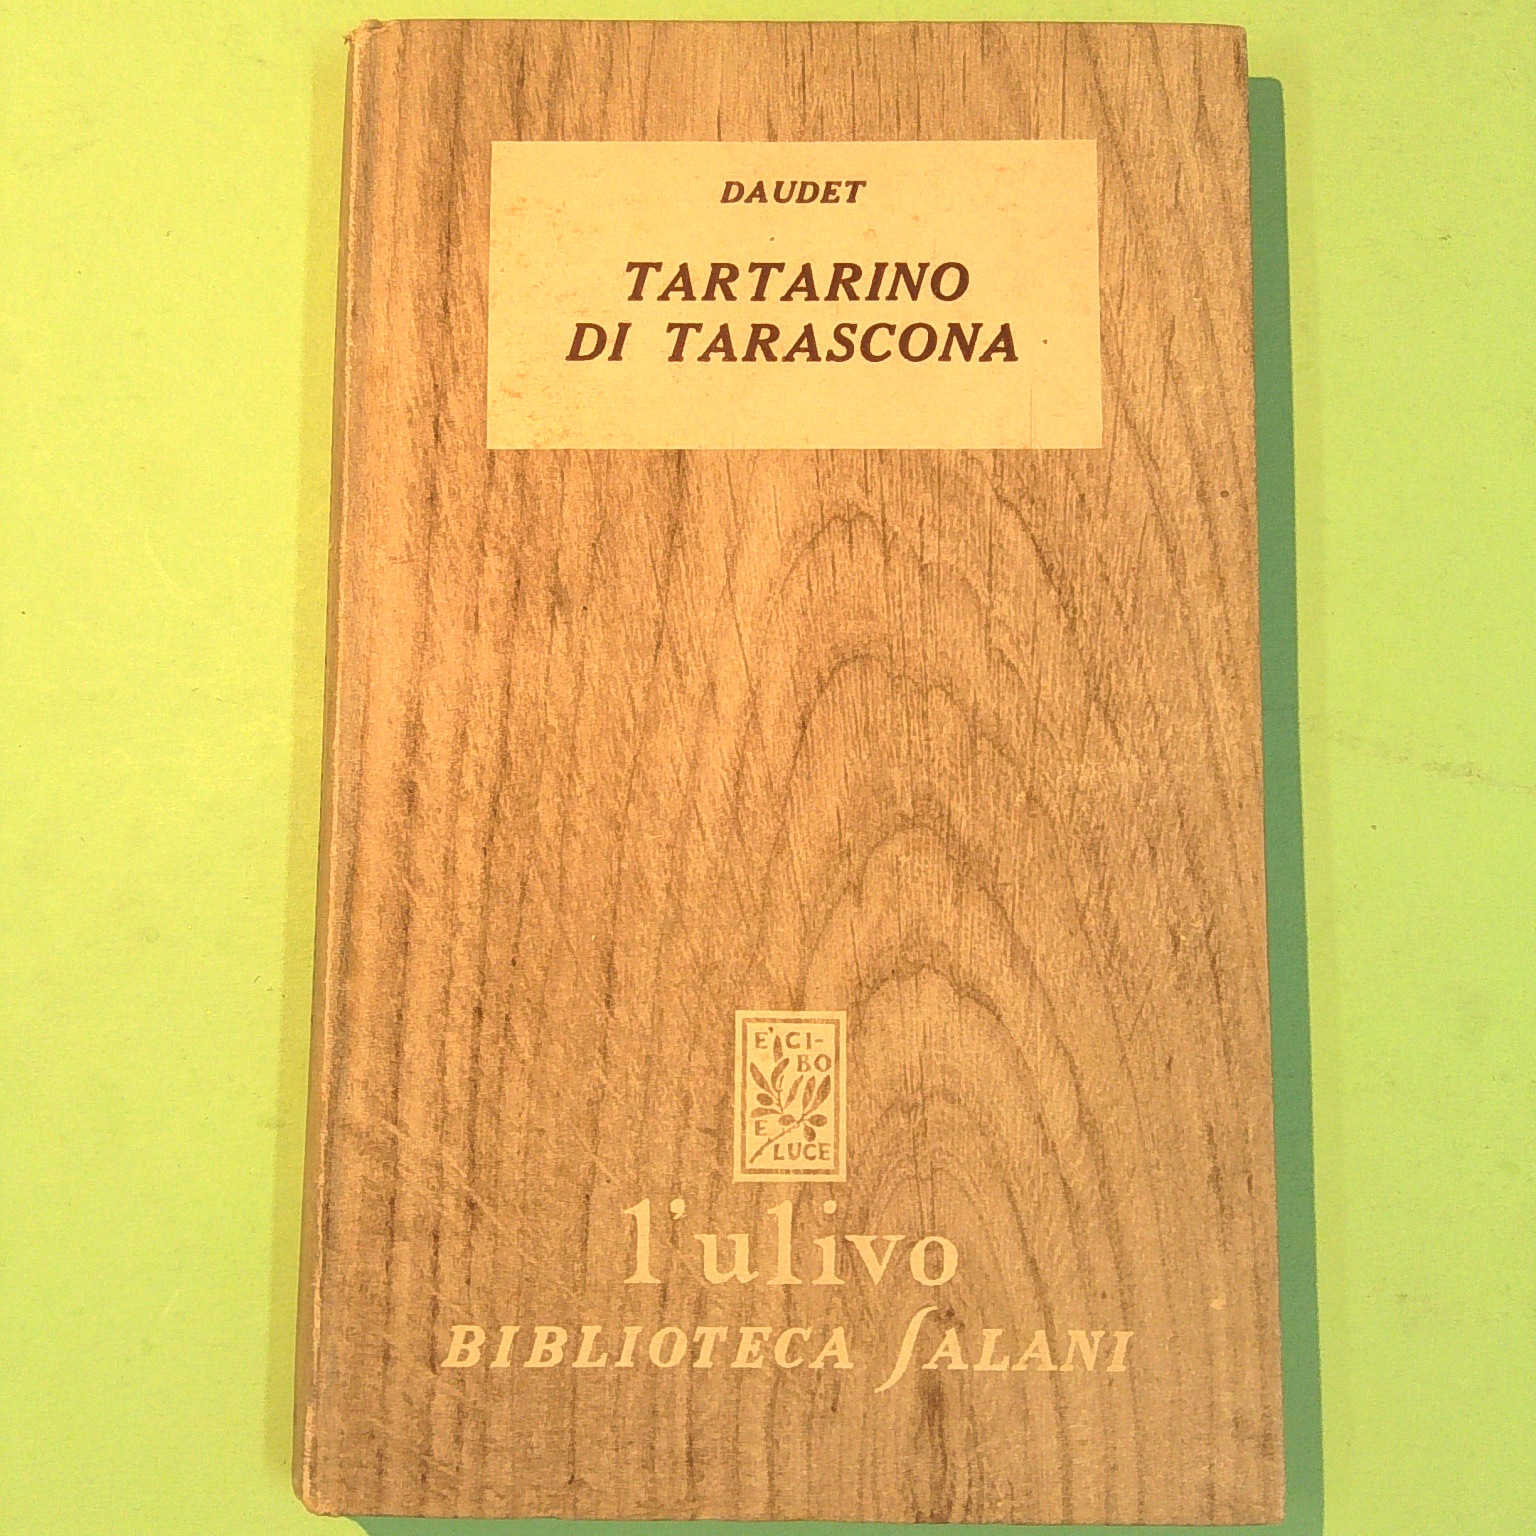 DAUDET
TARTARINO
DI TARASCONA
E' CI-
BO
E
LUCE
l'ulivo
BIBLIOTECA SALANI